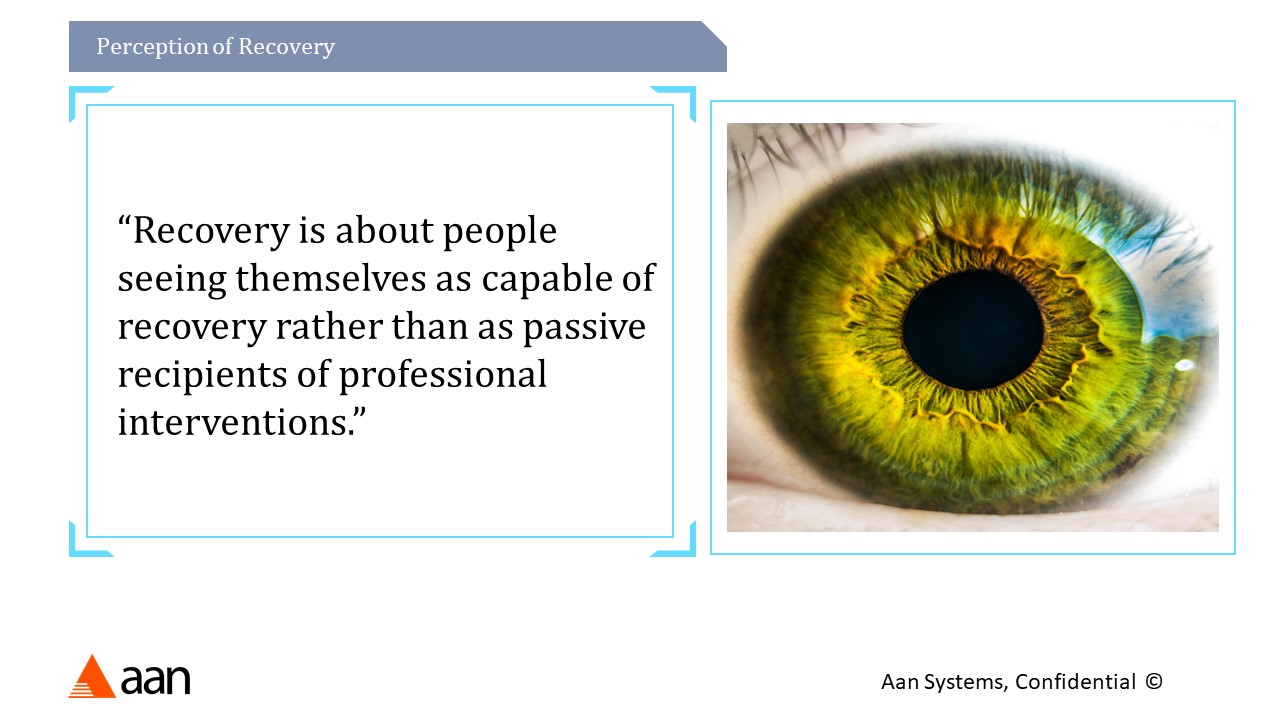 Perception of Recovery
“Recovery is about people
seeing themselves as capable of
recovery rather than as passive
recipients of professional
interventions.”
aan
Aan Systems, Confidential ©